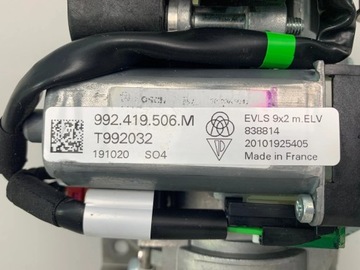 992.419.506.M
T992032
191020 SO4
EVLS 9x2 m.ELV
838814
20101925405
Made in France